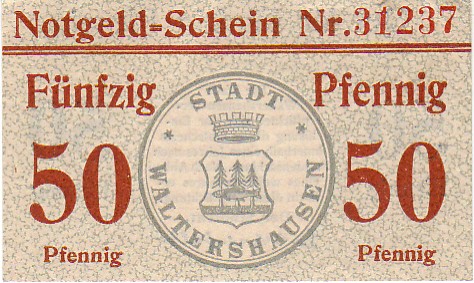 Notgeld-Schein Nr.31237
Fünfzig Pfennig
* STADT *
WALTERSHAUSEN
50 50
Pfennig Pfennig